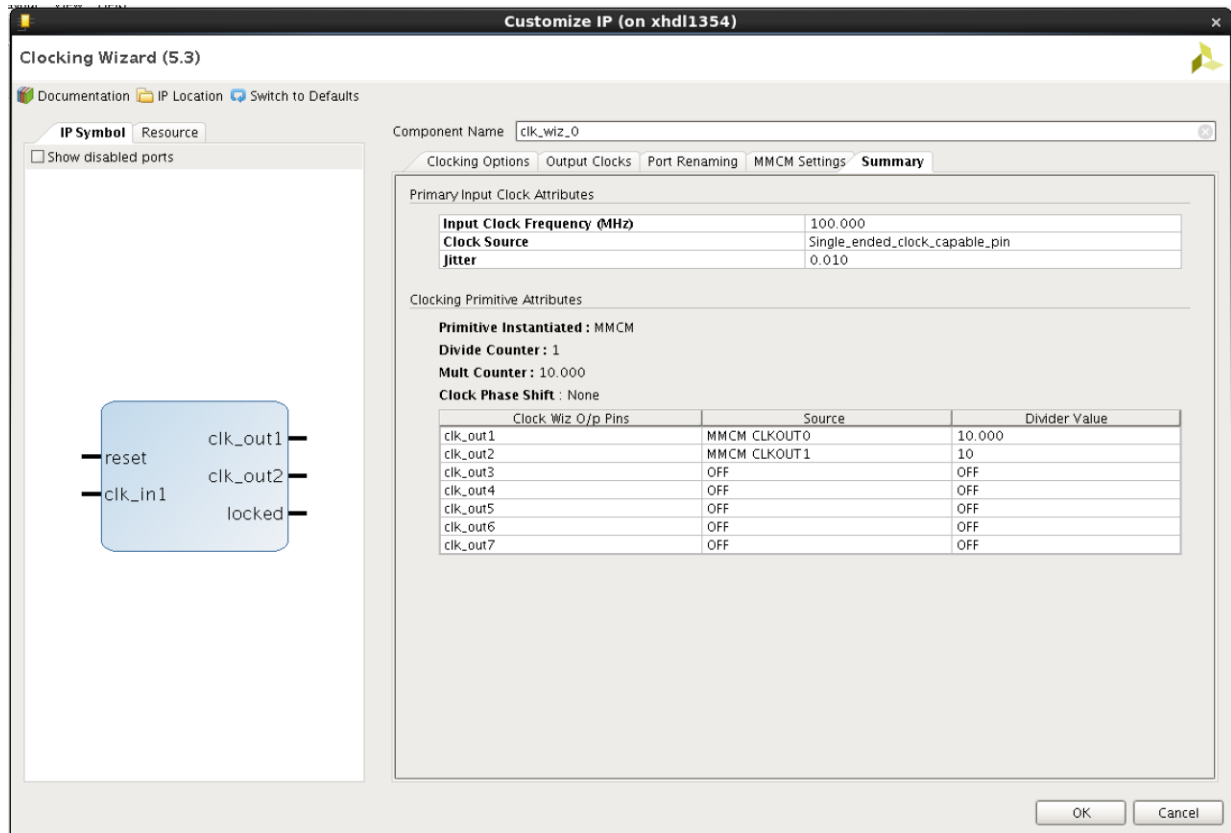 Customize IP (on xhdl1354)
Clocking Wizard (5.3)
Documentation IP Location Switch to Defaults
IP Symbol Resource
Show disabled ports
reset
clk_in1
clk_out1
clk_out2
locked
Component Name clk_wiz_0
Clocking Options Output Clocks Port Renaming MMCM Settings Summary
Primary Input Clock Attributes
Input Clock Frequency (MHz) 100.000
Clock Source Single_ended_clock_capable_pin
Jitter 0.010
Clocking Primitive Attributes
Primitive Instantiated : MMCM
Divide Counter : 1
Mult Counter : 10.000
Clock Phase Shift : None
Clock Wiz O/p Pins Source Divider Value
clk_out1 MMCM CLKOUT0 10.000
clk_out2 MMCM CLKOUT1 10
clk_out3 OFF OFF
clk_out4 OFF OFF
clk_out5 OFF OFF
clk_out6 OFF OFF
clk_out7 OFF OFF
OK Cancel